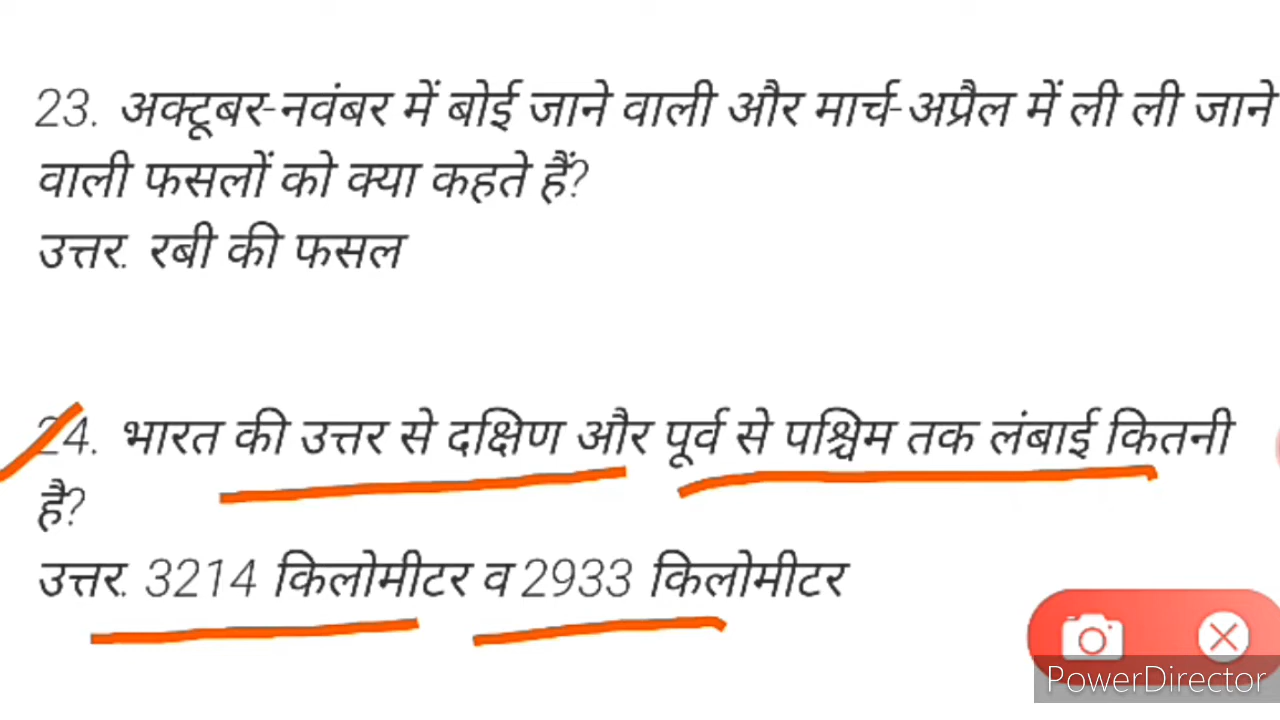 23. अक्टूबर-नवंबर में बोई जाने वाली और मार्च-अप्रैल में ली ली जाने
वाली फसलों को क्या कहते हैं?
उत्तर. रबी की फसल
24. भारत की उत्तर से दक्षिण और पूर्व से पश्चिम तक लंबाई कितनी
है?
उत्तर. 3214 किलोमीटर व 2933 किलोमीटर
PowerDirector